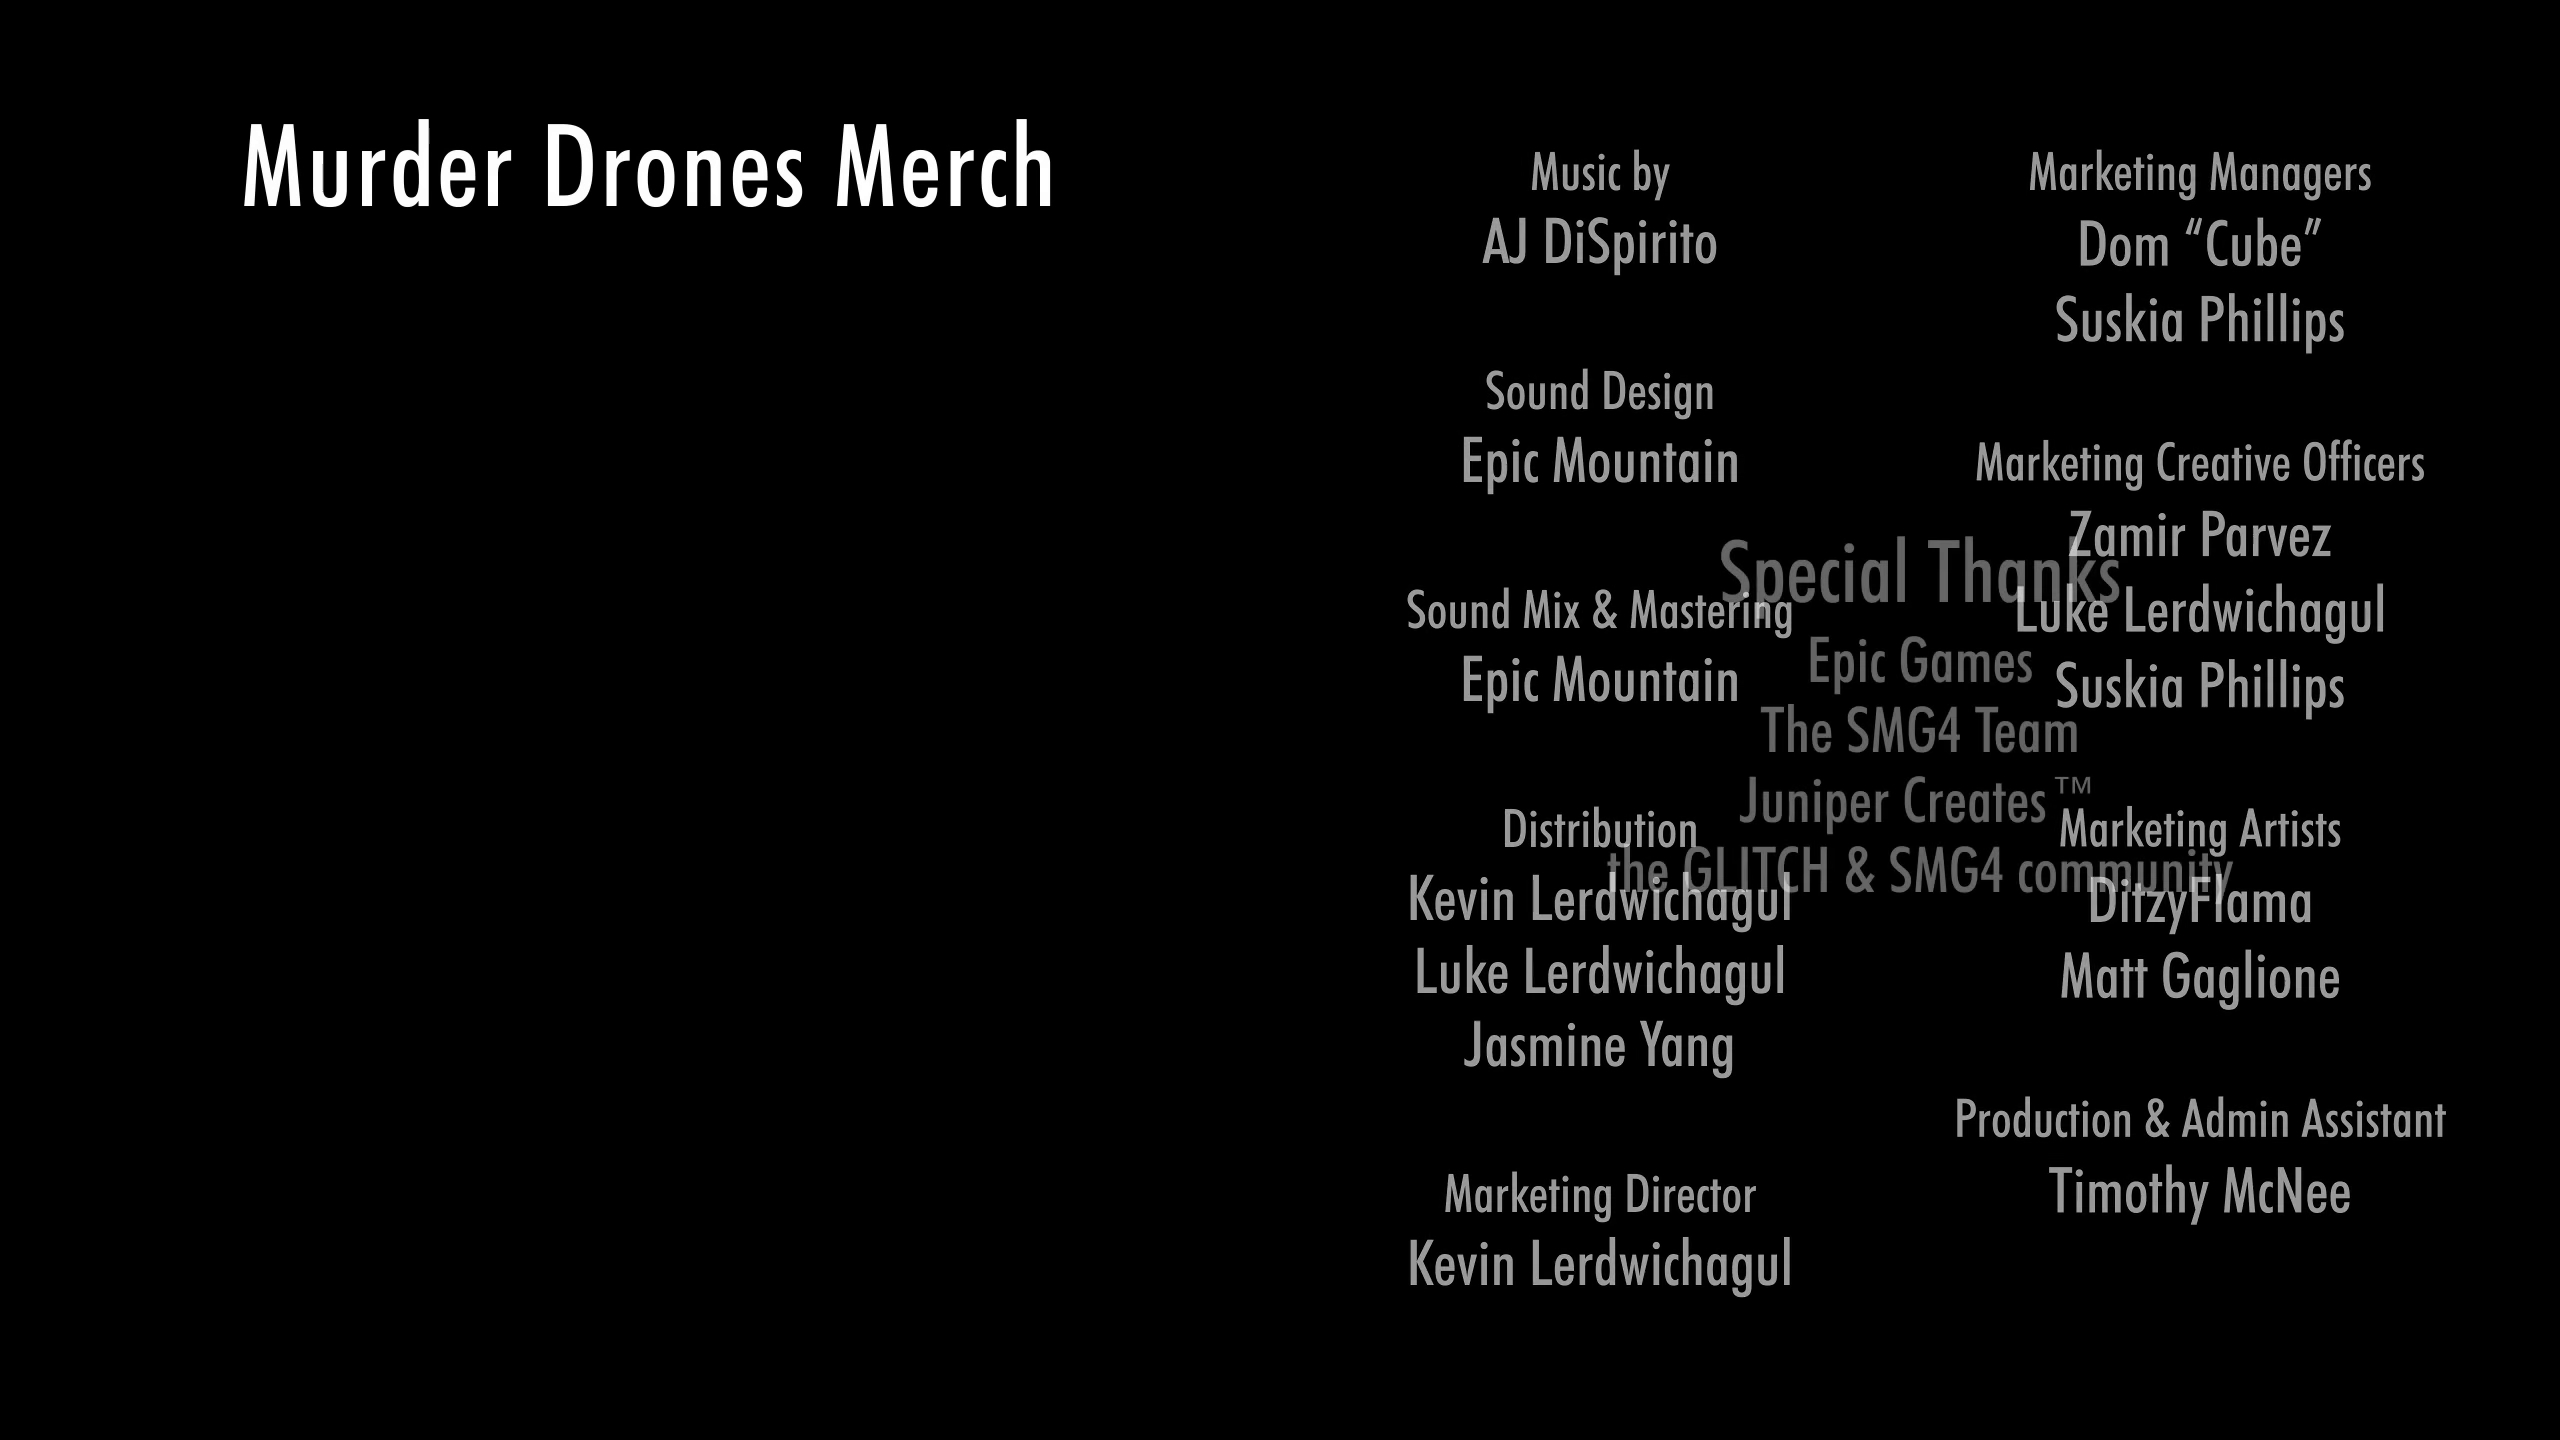 Murder Drones Merch
Music by
AJ DiSpirito
Sound Design
Epic Mountain
Sound Mix & Mastering
Epic Mountain
Distribution
Kevin Lerdwichagul
Luke Lerdwichagul
Jasmine Yang
Marketing Director
Kevin Lerdwichagul
Marketing Managers
Dom “Cube”
Suskia Phillips
Marketing Creative Officers
Zamir Parvez
Luke Lerdwichagul
Suskia Phillips
Marketing Artists
DitzyFlama
Matt Gaglione
Production & Admin Assistant
Timothy McNee
Special Thanks
Epic Games
The SMG4 Team
Juniper Creates™
the GLITCH & SMG4 community